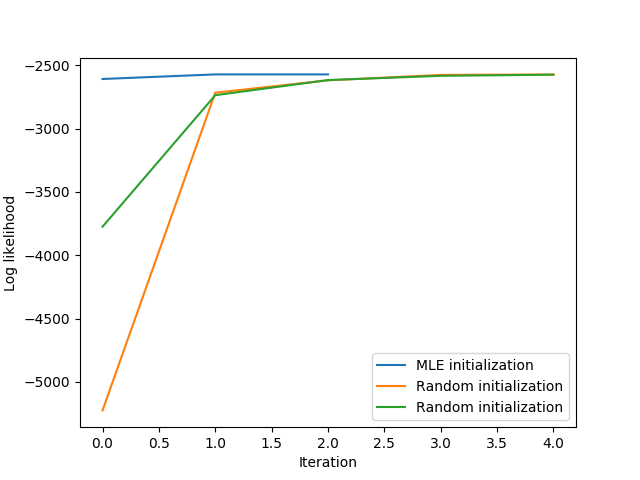 −2500
−3000
−3500
−4000
−4500
−5000
Log likelihood
0.0 0.5 1.0 1.5 2.0 2.5 3.0 3.5 4.0
Iteration
MLE initialization
Random initialization
Random initialization